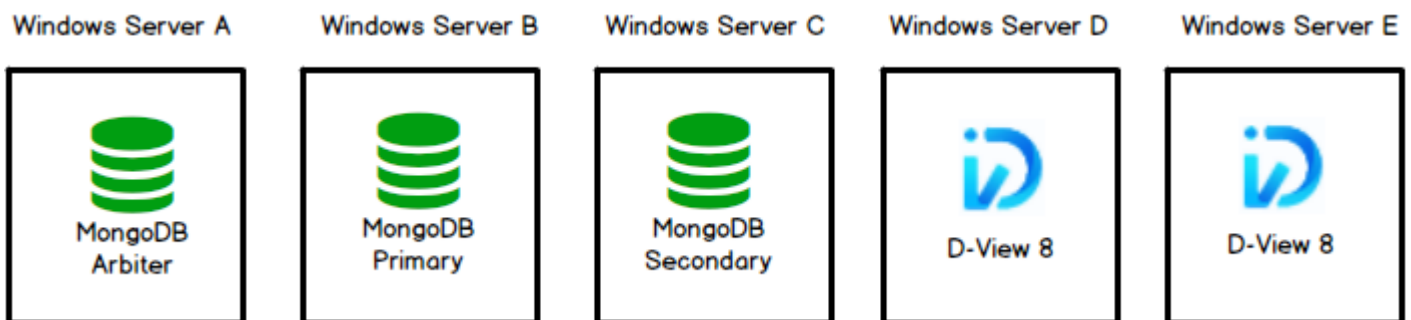 Windows Server A
Windows Server B
Windows Server C
Windows Server D
Windows Server E
MongoDB
Arbiter
MongoDB
Primary
MongoDB
Secondary
D-View 8
D-View 8